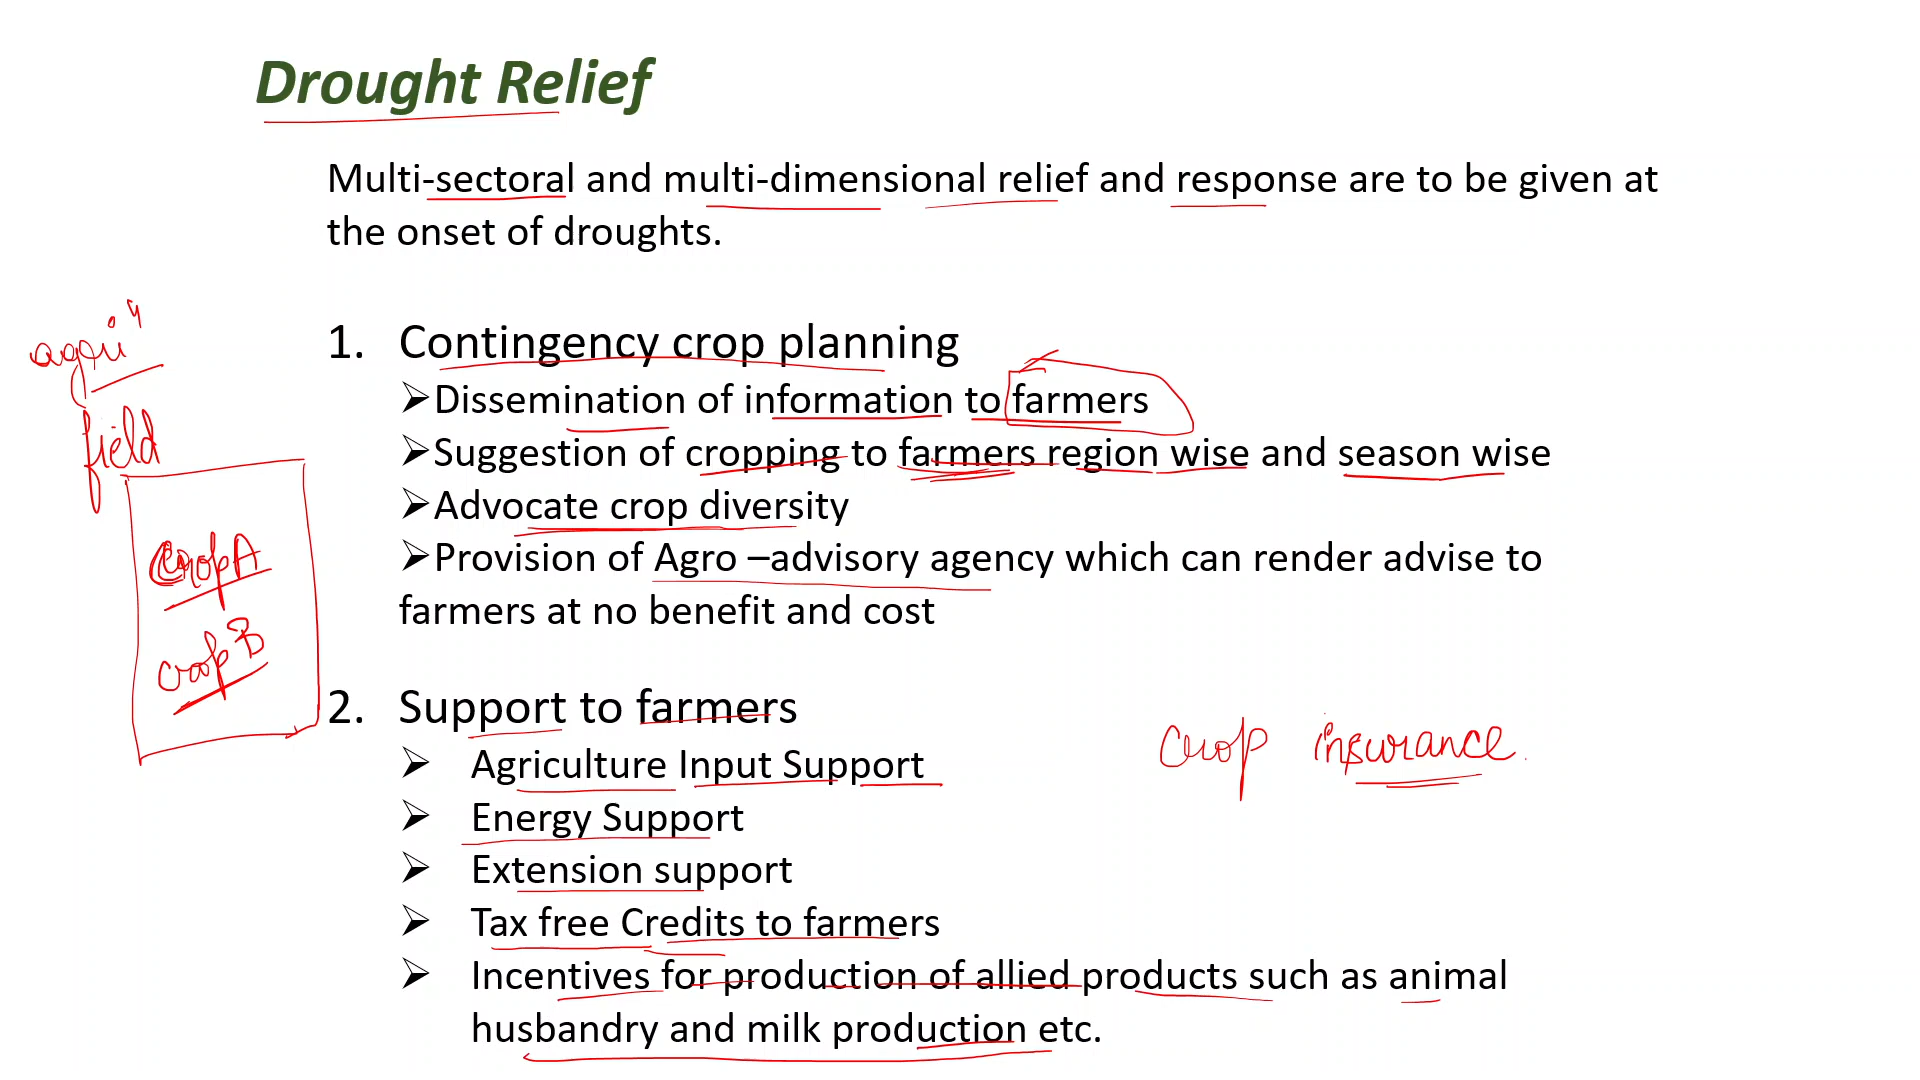 Drought Relief
Multi-sectoral and multi-dimensional relief and response are to be given at
the onset of droughts.
1. Contingency crop planning
➢Dissemination of information to farmers
➢Suggestion of cropping to farmers region wise and season wise
➢Advocate crop diversity
➢Provision of Agro –advisory agency which can render advise to
farmers at no benefit and cost
agri
field
crop A
crop B
2. Support to farmers
➢ Agriculture Input Support
➢ Energy Support
➢ Extension support
➢ Tax free Credits to farmers
➢ Incentives for production of allied products such as animal
husbandry and milk production etc.
crop insurance.